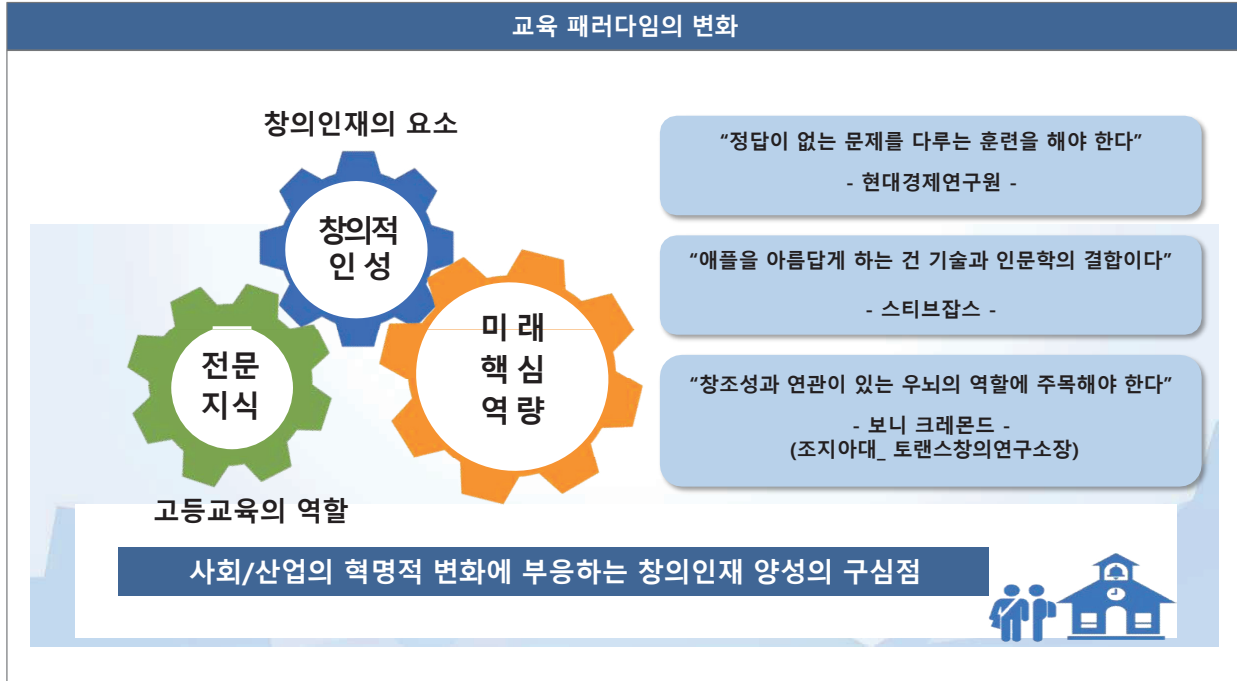 교육 패러다임의 변화
창의인재의 요소
창의적
인 성
미 래
핵 심
역 량
전문
지식
고등교육의 역할
“정답이 없는 문제를 다루는 훈련을 해야 한다”
- 현대경제연구원 -
“애플을 아름답게 하는 건 기술과 인문학의 결합이다”
- 스티브잡스 -
“창조성과 연관이 있는 우뇌의 역할에 주목해야 한다”
- 보니 크레몬드 -
(조지아대_ 토랜스창의연구소장)
사회/산업의 혁명적 변화에 부응하는 창의인재 양성의 구심점